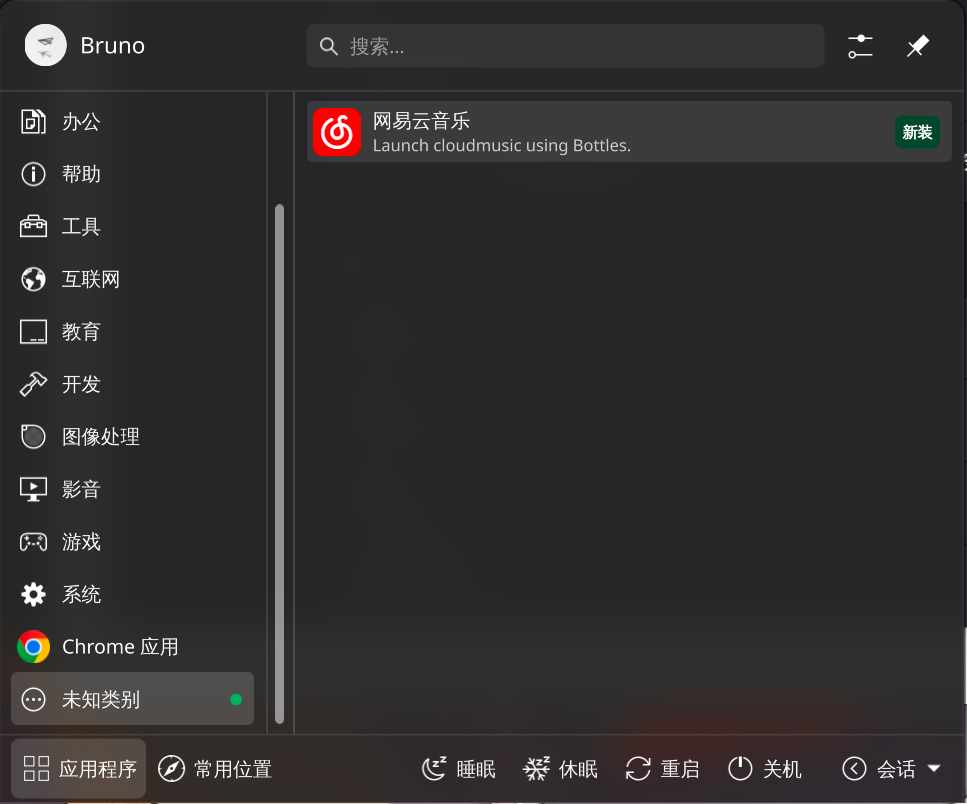 Bruno
搜索...
办公
帮助
工具
互联网
教育
开发
图像处理
影音
游戏
系统
Chrome 应用
未知类别
网易云音乐
Launch cloudmusic using Bottles.
新装
应用程序
常用位置
睡眠
休眠
重启
关机
会话